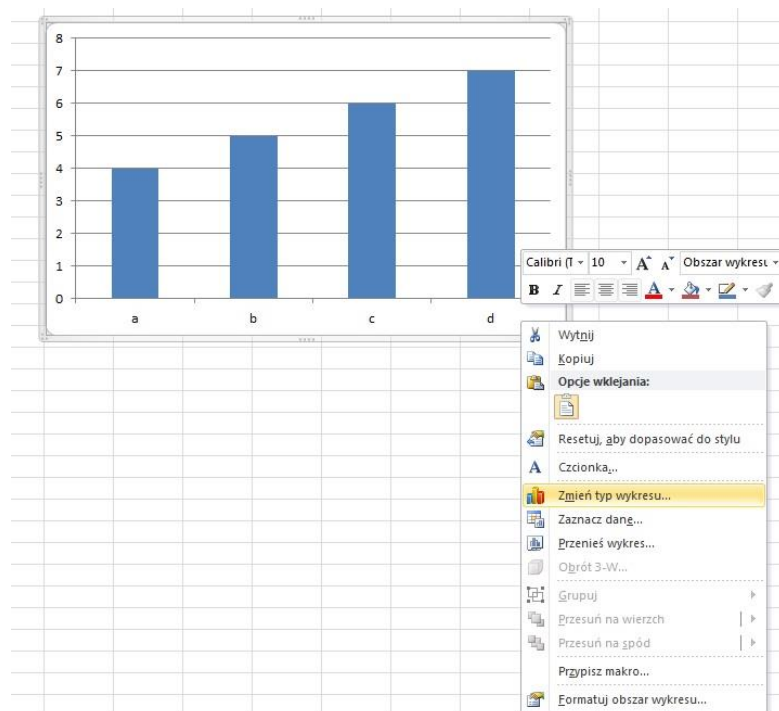 8
7
6
5
4
3
2
1
0
a b c d
Calibri (T 10 A A Obszar wykresu
B I A
Wytnij
Kopiuj
Opcje wklejania:
Resetuj, aby dopasować do stylu
A Czcionka...
Zmień typ wykresu...
Zaznacz dane...
Przenieś wykres...
Obrót 3-W...
Grupuj
Przesuń na wierzch
Przesuń na spód
Przypisz makro...
Formatuj obszar wykresu...